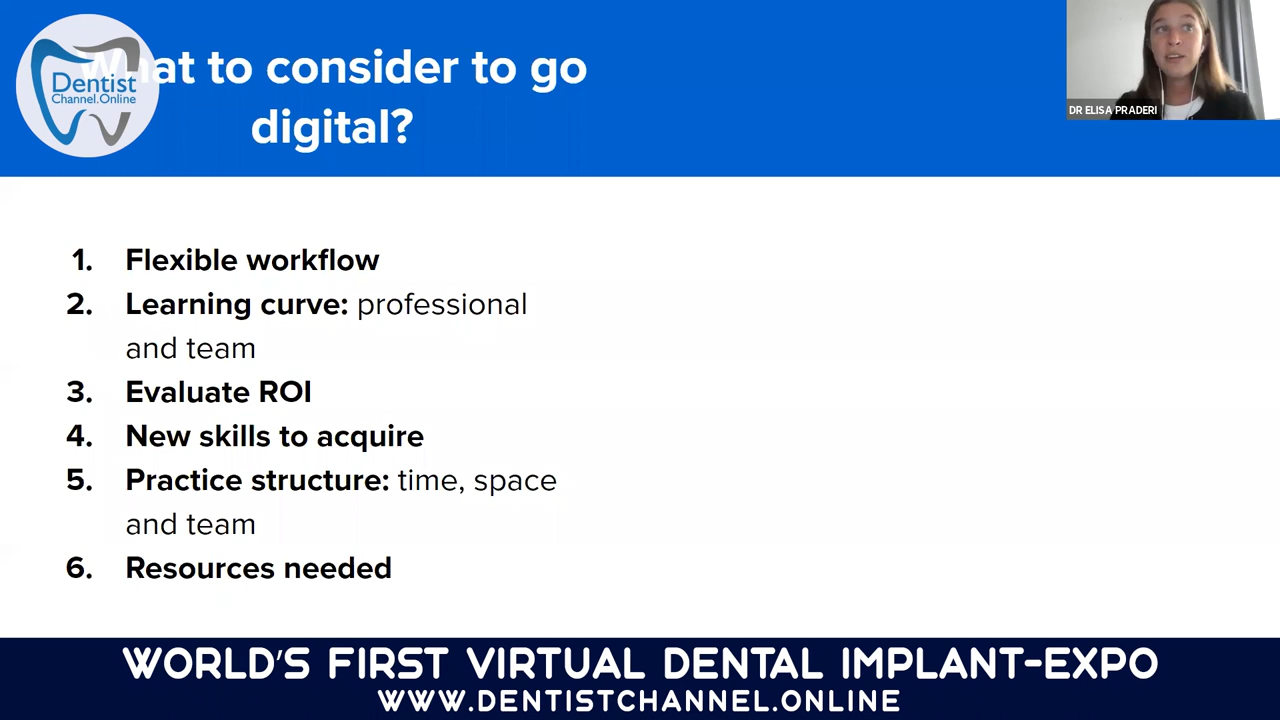 What to consider to go
digital?
Dentist
Channel.Online
DR ELISA PRADERI
1. Flexible workflow
2. Learning curve: professional
and team
3. Evaluate ROI
4. New skills to acquire
5. Practice structure: time, space
and team
6. Resources needed
WORLD'S FIRST VIRTUAL DENTAL IMPLANT-EXPO
WWW.DENTISTCHANNEL.ONLINE